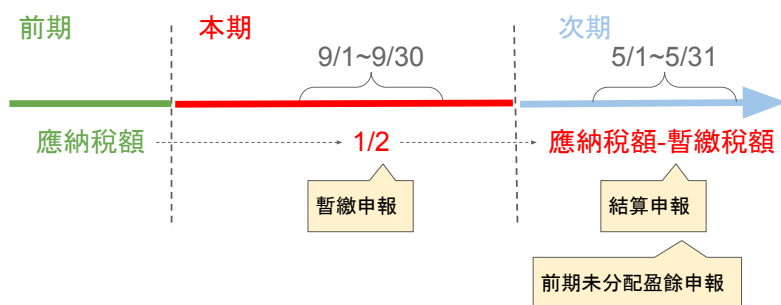 前期
本期
次期
9/1~9/30
5/1~5/31
應納稅額
1/2
應納稅額-暫繳稅額
暫繳申報
結算申報
前期未分配盈餘申報